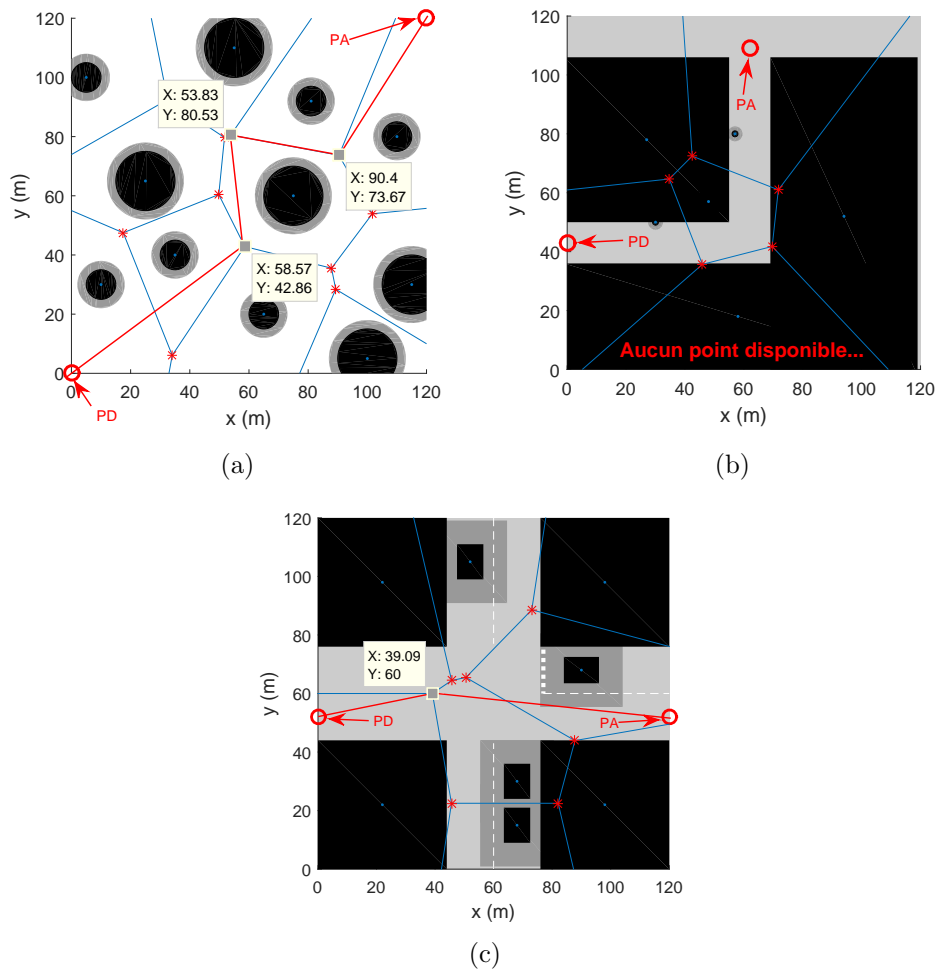 120
100
80
60
40
20
0
y (m)
0
20
40
60
80
100
120
x (m)
PA
PD
X: 53.83
Y: 80.53
X: 90.4
Y: 73.67
X: 58.57
Y: 42.86
(a)
120
100
80
60
40
20
0
y (m)
0
20
40
60
80
100
120
x (m)
PA
PD
Aucun point disponible...
(b)
120
100
80
60
40
20
0
y (m)
0
20
40
60
80
100
120
x (m)
X: 39.09
Y: 60
PD
PA
(c)